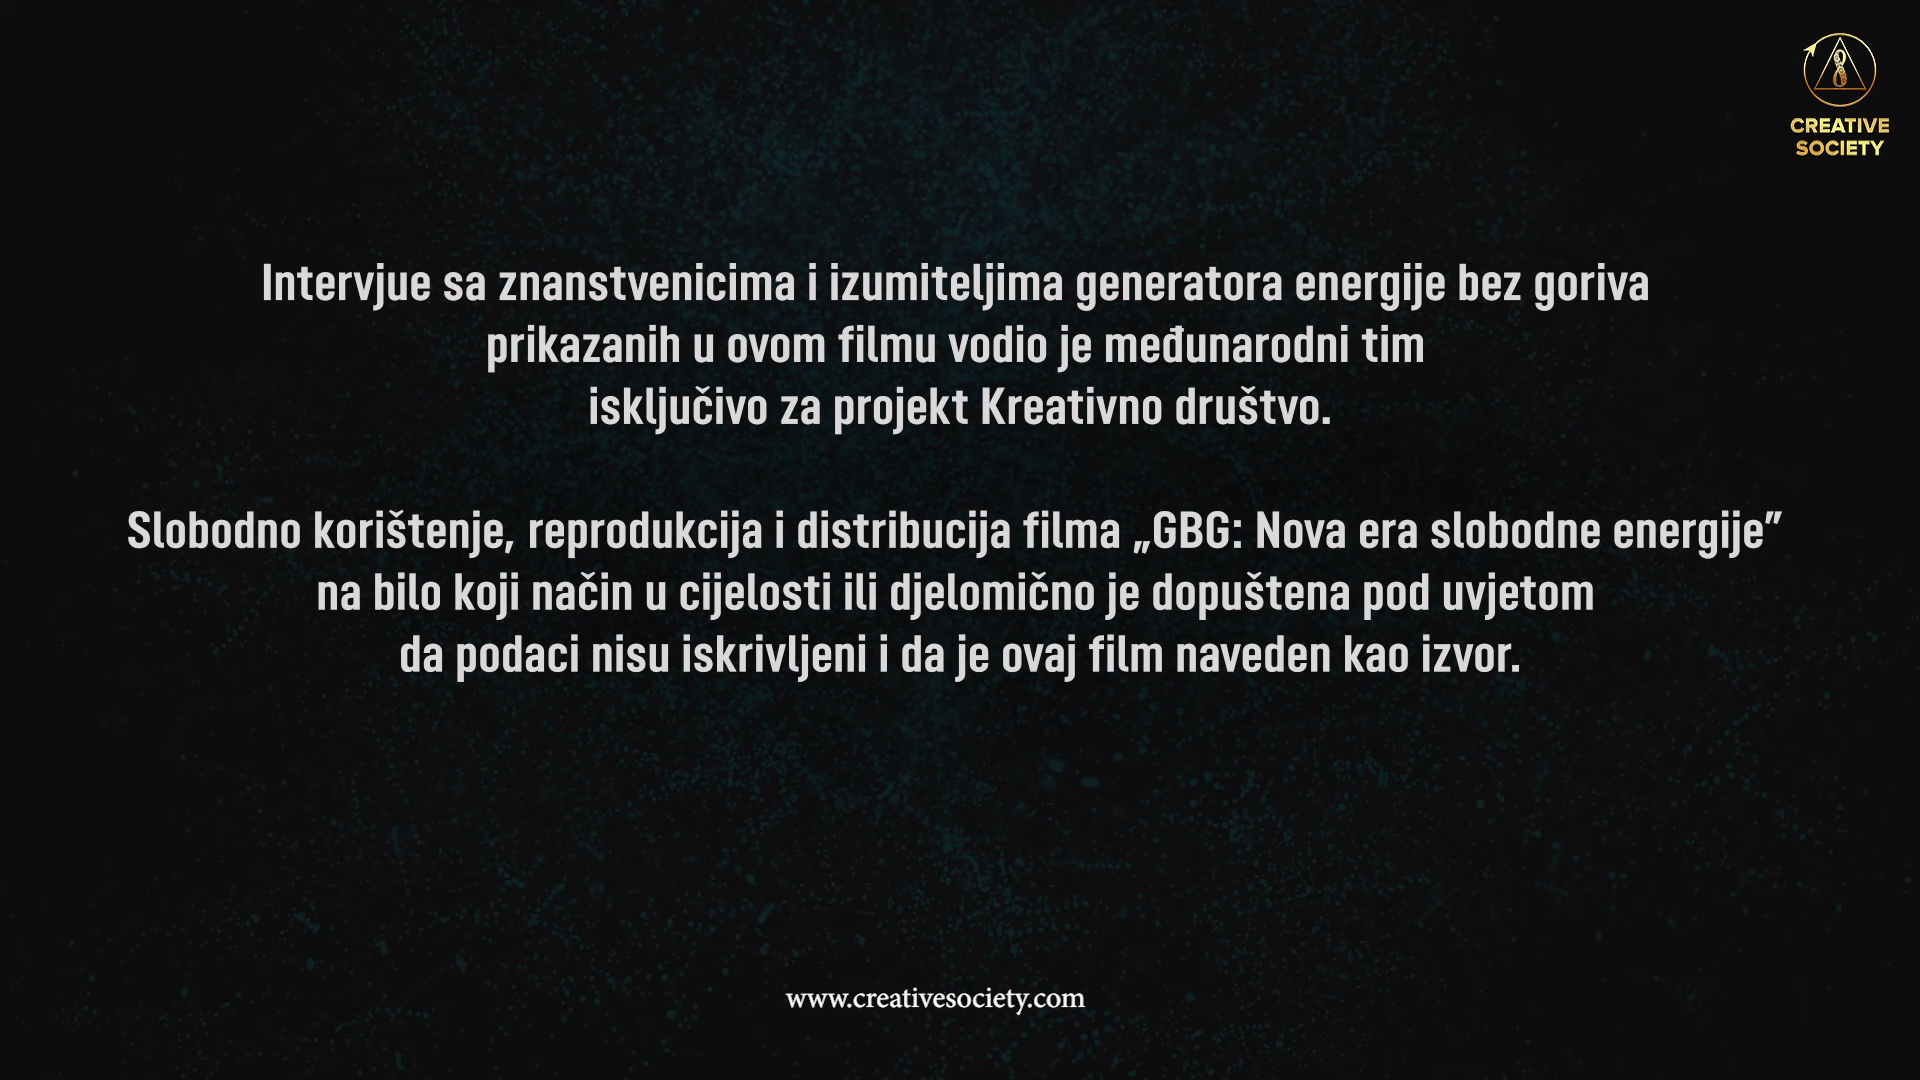 CREATIVE
SOCIETY
Intervjue sa znanstvenicima i izumiteljima generatora energije bez goriva
prikazanih u ovom filmu vodio je međunarodni tim
isključivo za projekt Kreativno društvo.
Slobodno korištenje, reprodukcija i distribucija filma „GBG: Nova era slobodne energije”
na bilo koji način u cijelosti ili djelomično je dopuštena pod uvjetom
da podaci nisu iskrivljeni i da je ovaj film naveden kao izvor.
www.creativesociety.com